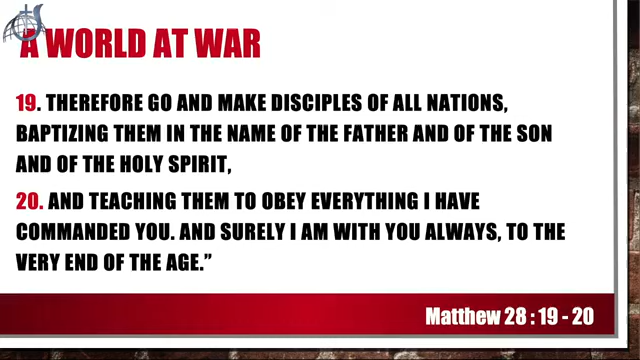 A WORLD AT WAR
19. THEREFORE GO AND MAKE DISCIPLES OF ALL NATIONS,
BAPTIZING THEM IN THE NAME OF THE FATHER AND OF THE SON
AND OF THE HOLY SPIRIT,
20. AND TEACHING THEM TO OBEY EVERYTHING I HAVE
COMMANDED YOU. AND SURELY I AM WITH YOU ALWAYS, TO THE
VERY END OF THE AGE.”
Matthew 28 : 19 - 20